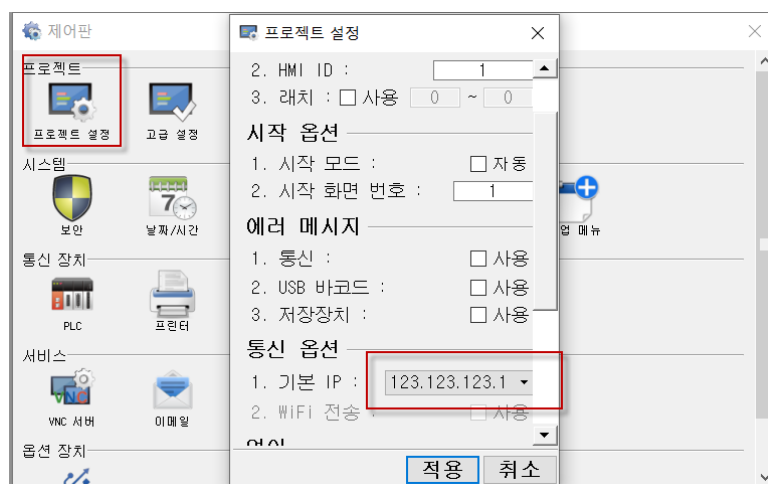 제어판
프로젝트
프로젝트 설정
고급 설정
시스템
보안
날짜/시간
업 메뉴
통신 장치
PLC
프린터
서비스
VNC
VNC 서버
이메일
옵션 장치
7
프로젝트 설정
2. HMI ID : 1
3. 래치 : 사용 0 ~ 0
시작 옵션
1. 시작 모드 : 자동
2. 시작 화면 번호 : 1
에러 메시지
1. 통신 : 사용
2. USB 바코드 : 사용
3. 저장장치 : 사용
통신 옵션
1. 기본 IP : 123.123.123.1
2. WiFi 전송 : 사용
적용 취소